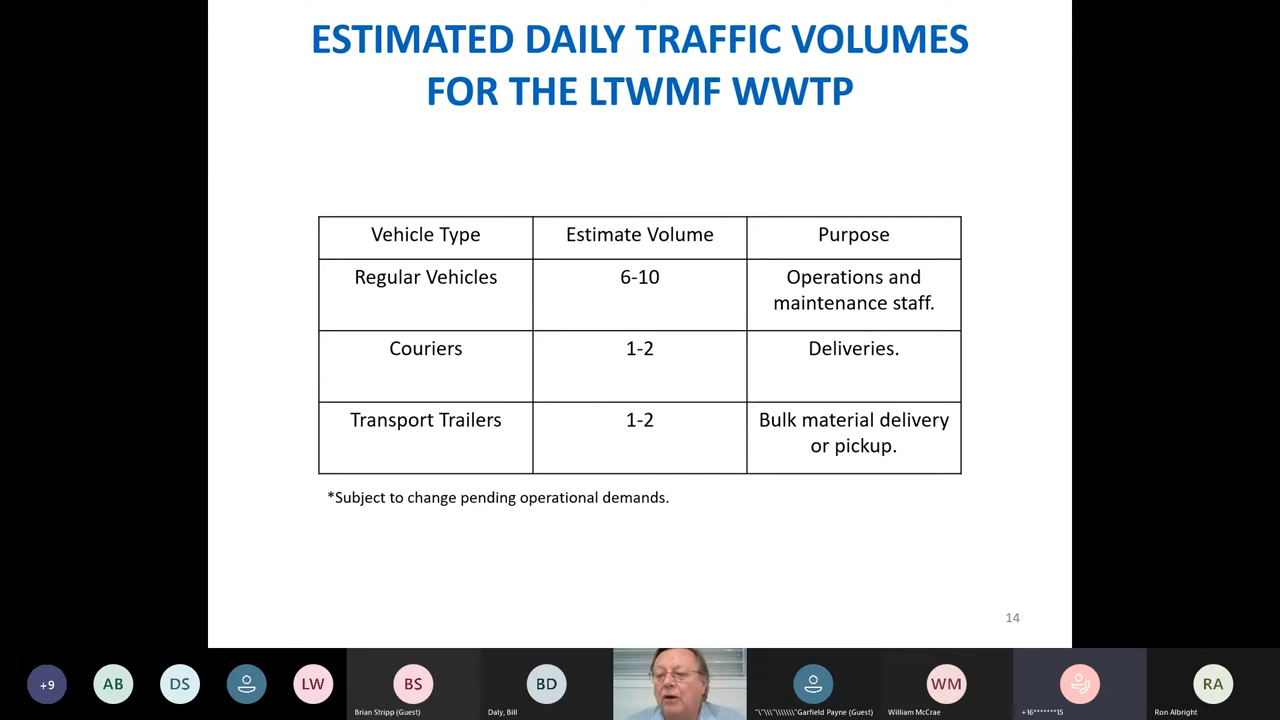 ESTIMATED DAILY TRAFFIC VOLUMES
FOR THE LTWMF WWTP
Vehicle Type Estimate Volume Purpose
Regular Vehicles 6-10 Operations and
maintenance staff.
Couriers 1-2 Deliveries.
Transport Trailers 1-2 Bulk material delivery
or pickup.
*Subject to change pending operational demands.
14
+9 AB DS LW BS BD WM RA
Brian Stripp (Guest) Daly, Bill "\"\\\"\\\\\\\"Garfield Payne (Guest) William McCrae +16*******15 Ron Albright